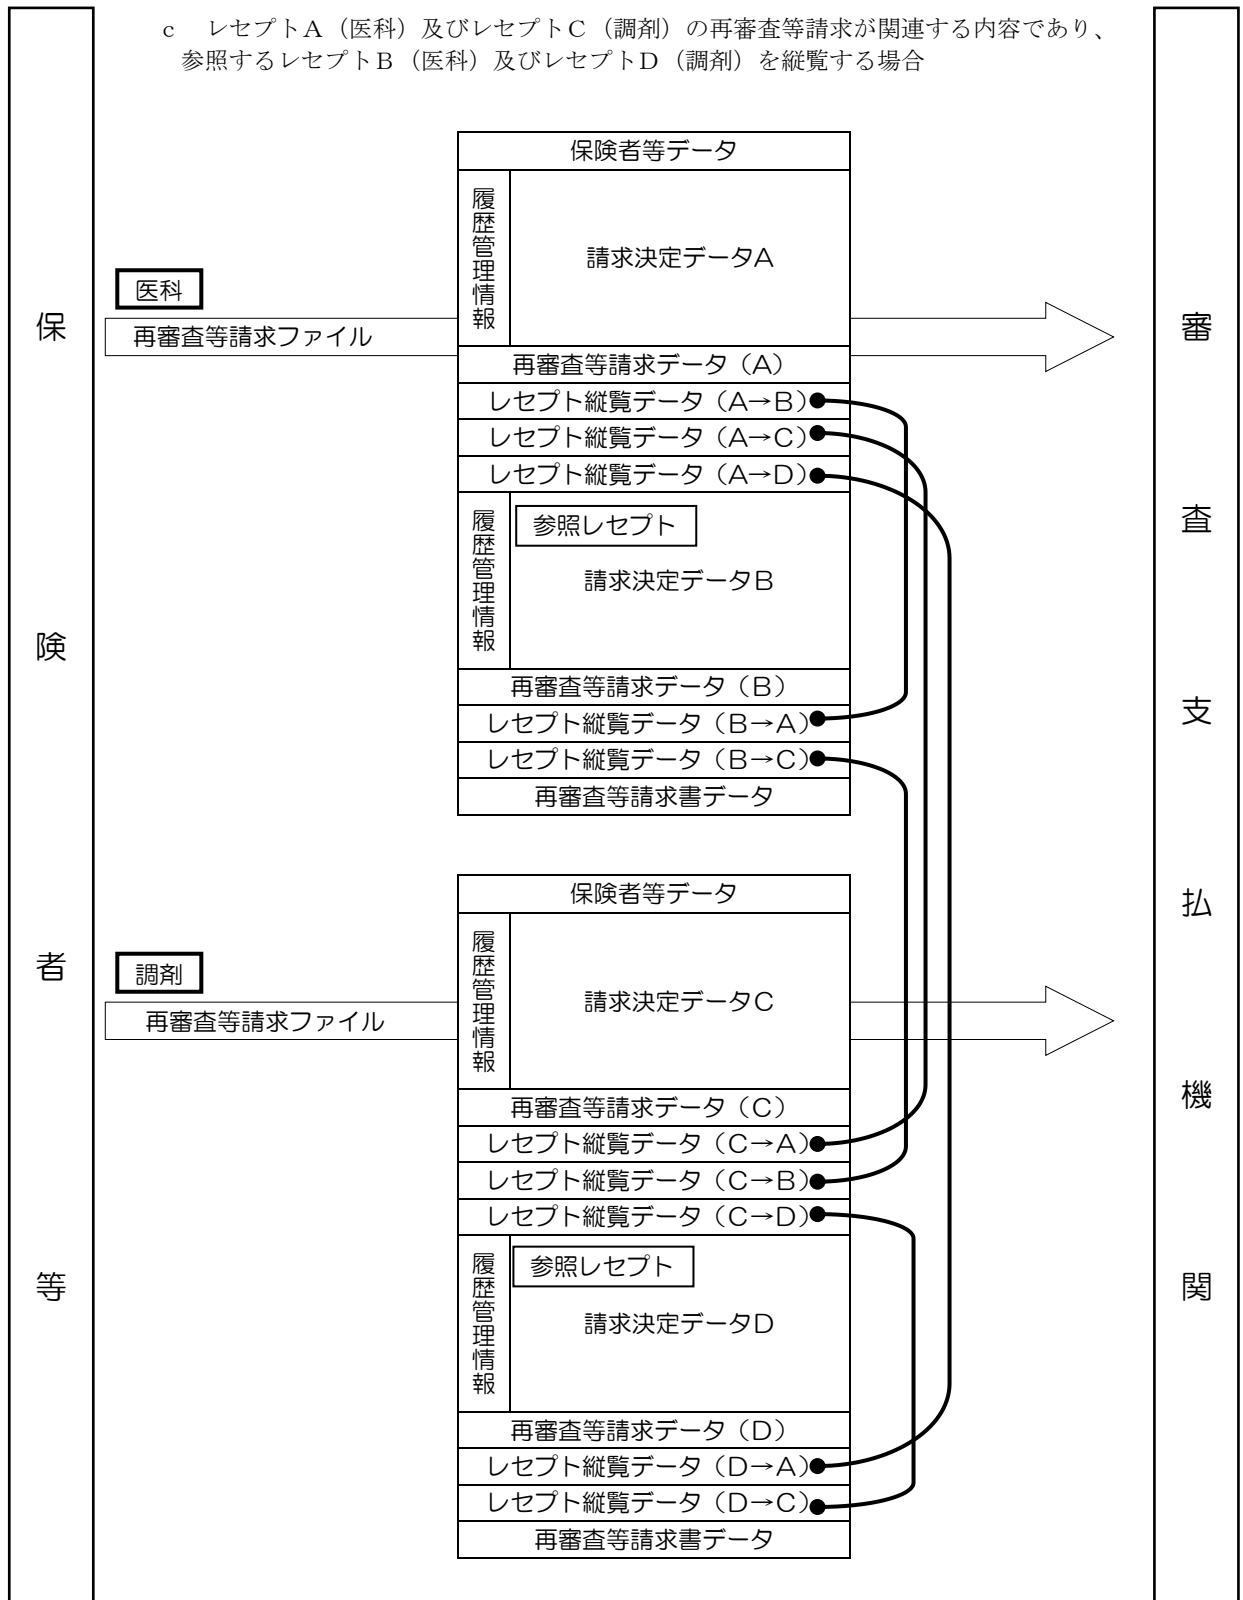 ｃ　レセプトＡ（医科）及びレセプトＣ（調剤）の再審査等請求が関連する内容であり、
参照するレセプトＢ（医科）及びレセプトＤ（調剤）を縦覧する場合
保険者等
医科
再審査等請求ファイル
保険者等データ
履歴管理情報
請求決定データＡ
再審査等請求データ（Ａ）
レセプト縦覧データ（Ａ→Ｂ）
レセプト縦覧データ（Ａ→Ｃ）
レセプト縦覧データ（Ａ→Ｄ）
履歴管理情報
参照レセプト
請求決定データＢ
再審査等請求データ（Ｂ）
レセプト縦覧データ（Ｂ→Ａ）
レセプト縦覧データ（Ｂ→Ｃ）
再審査等請求書データ
調剤
再審査等請求ファイル
保険者等データ
履歴管理情報
請求決定データＣ
再審査等請求データ（Ｃ）
レセプト縦覧データ（Ｃ→Ａ）
レセプト縦覧データ（Ｃ→Ｂ）
レセプト縦覧データ（Ｃ→Ｄ）
履歴管理情報
参照レセプト
請求決定データＤ
再審査等請求データ（Ｄ）
レセプト縦覧データ（Ｄ→Ａ）
レセプト縦覧データ（Ｄ→Ｃ）
再審査等請求書データ
審査支払機関